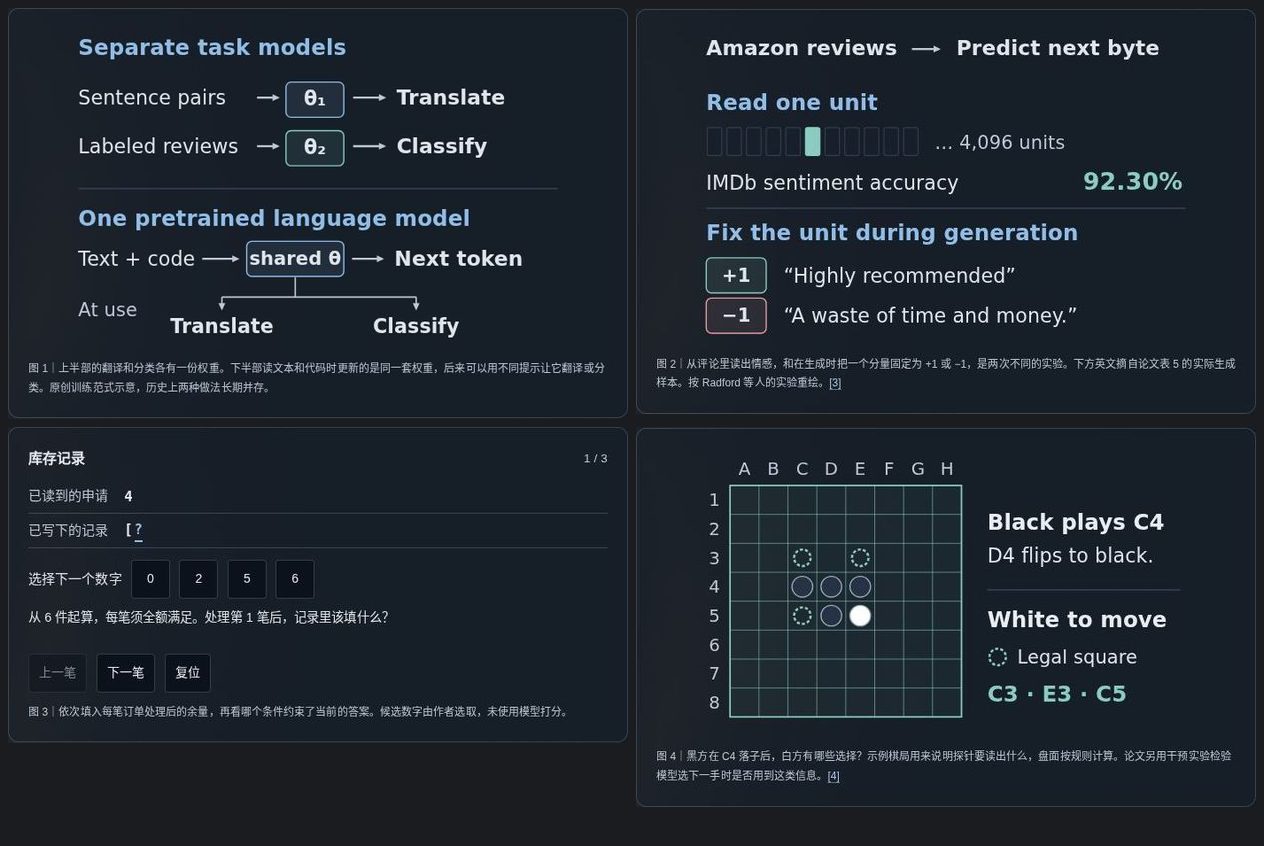 Separate task models
Sentence pairs → θ₁ → Translate
Labeled reviews → θ₂ → Classify
One pretrained language model
Text + code → shared θ → Next token
At use
Translate Classify
图 1｜上半部的翻译和分类各有一份权重。下半部读文本和代码时更新的是同一套权重，后来可以用不同提示让它翻译或分
类。原创训练范式示意，历史上两种做法长期并存。
Amazon reviews → Predict next byte
Read one unit
... 4,096 units
IMDb sentiment accuracy 92.30%
Fix the unit during generation
+1 “Highly recommended”
−1 “A waste of time and money.”
图 2｜从评论里读出情感，和在生成时把一个分量固定为 +1 或 −1，是两次不同的实验。下方英文摘自论文表 5 的实际生成
样本。按 Radford 等人的实验重绘。[3]
库存记录 1 / 3
已读到的申请 4
已写下的记录 [ ?
选择下一个数字 0 2 5 6
从 6 件起算，每笔须全额满足。处理第 1 笔后，记录里该填什么？
上一笔 下一笔 复位
图 3｜依次填入每笔订单处理后的余量，再看哪个条件约束了当前的答案。候选数字由作者选取，未使用模型打分。
A B C D E F G H
1
2
3
4
5
6
7
8
Black plays C4
D4 flips to black.
White to move
Legal square
C3 · E3 · C5
图 4｜黑方在 C4 落子后，白方有哪些选择？示例棋局用来说明探针要读出什么，盘面按规则计算。论文另用干预实验检验
模型选下一手时是否用到这类信息。[4]